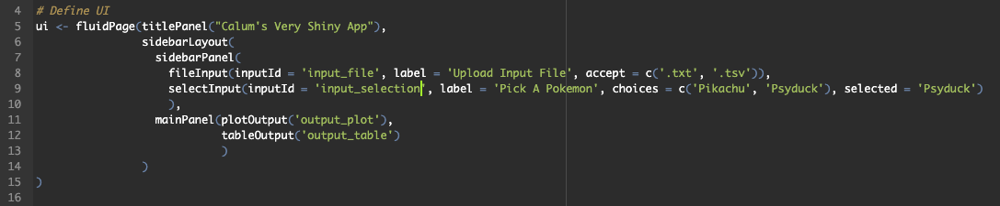 4 # Define UI
5 ui <- fluidPage(titlePanel("Calum's Very Shiny App"),
6                 sidebarLayout(
7                   sidebarPanel(
8                     fileInput(inputId = 'input_file', label = 'Upload Input File', accept = c('.txt', '.tsv')),
9                     selectInput(inputId = 'input_selection', label = 'Pick A Pokemon', choices = c('Pikachu', 'Psyduck'), selected = 'Psyduck')
10                    ),
11                  mainPanel(plotOutput('output_plot'),
12                            tableOutput('output_table')
13                            )
14                )
15 )
16